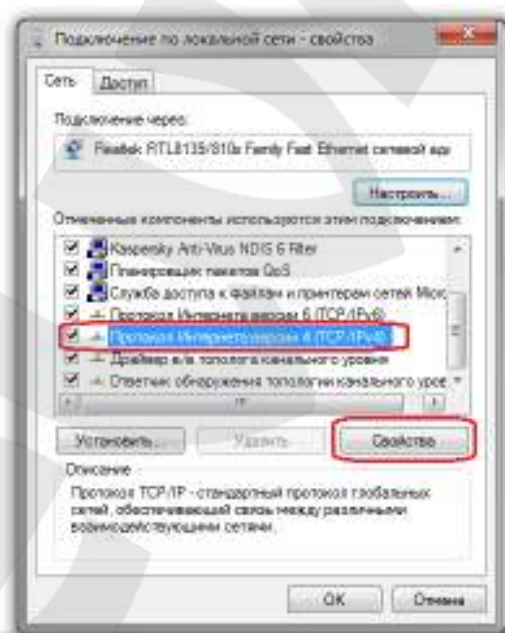 Подключение по локальной сети - свойства
Сеть Доступ
Подключение через:
Realtek RTL8139/810x Family Fast Ethernet сетевой ада
Настроить...
Отмеченные компоненты используются этим подключением:
Kaspersky Anti-Virus NDIS 6 Filter
Планировщик пакетов QoS
Служба доступа к файлам и принтерам сетей Micro
Протокол Интернета версии 6 (TCP/IPv6)
Протокол Интернета версии 4 (TCP/IPv4)
Драйвер в/в тополога канального уровня
Ответчик обнаружения топологии канального уров
Установить... Удалить Свойства
Описание
Протокол TCP/IP - стандартный протокол глобальных
сетей, обеспечивающий связь между различными
взаимодействующими сетями.
OK Отмена